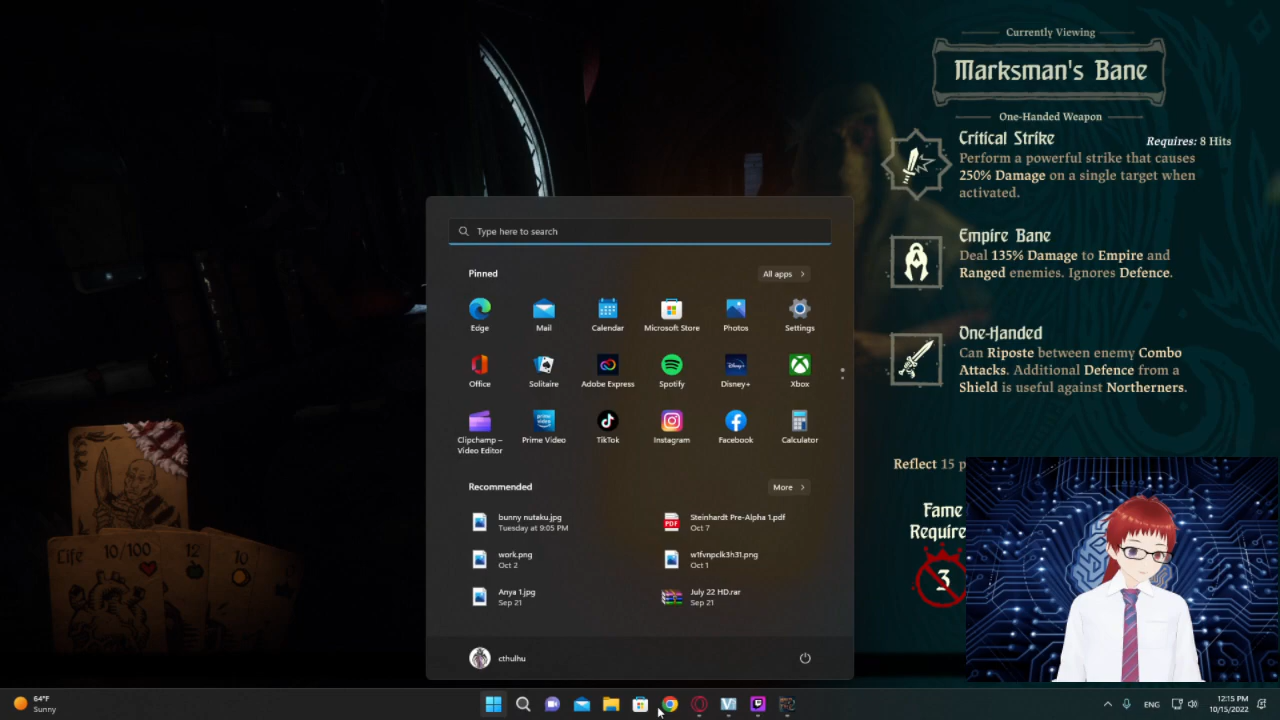 Currently Viewing
Marksman's Bane
One-Handed Weapon
Critical Strike
Requires: 8 Hits
Perform a powerful strike that causes
250% Damage on a single target when
activated.
Empire Bane
Deal 135% Damage to Empire and
Ranged enemies. Ignores Defence.
One-Handed
Can Riposte between enemy Combo
Attacks. Additional Defence from a
Shield is useful against Northerners.
Reflect 15
Fame
Require
3
Life 10/100
12
10
Type here to search
Pinned
All apps
Edge
Mail
Calendar
Microsoft Store
Photos
Settings
Office
Solitaire
Adobe Express
Spotify
Disney+
Xbox
Clipchamp –
Video Editor
Prime Video
TikTok
Instagram
Facebook
Calculator
Recommended
More
bunny nutaku.jpg
Tuesday at 9:05 PM
Steinhardt Pre-Alpha 1.pdf
Oct 7
work.png
Oct 2
w1fvnpclk3h31.png
Oct 1
Anya 1.jpg
Sep 21
July 22 HD.rar
Sep 21
cthulhu
64°F
Sunny
ENG
12:15 PM
10/15/2022